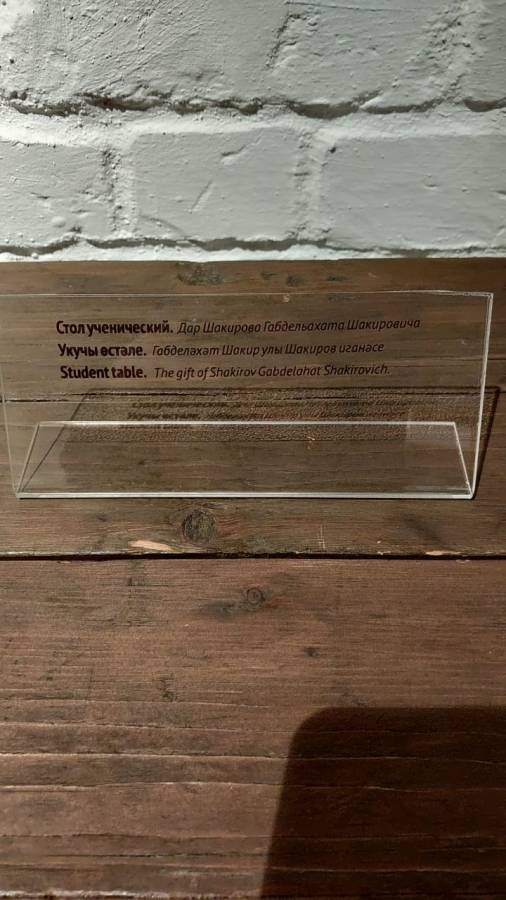 Стол ученический. Дар Шакирова Габдельахата Шакировича
Укучы өстәле. Габделәхәт Шакир улы Шакиров иганәсе
Student table. The gift of Shakirov Gabdelahat Shakirovich.